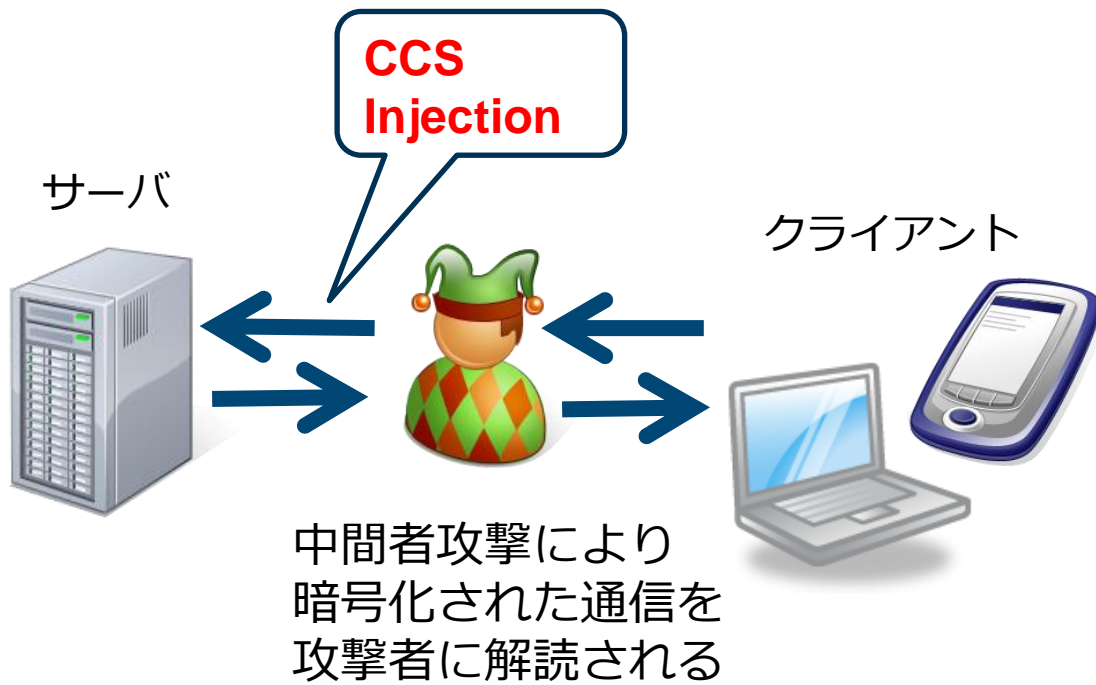 CCS
Injection
サーバ
クライアント
中間者攻撃により
暗号化された通信を
攻撃者に解読される